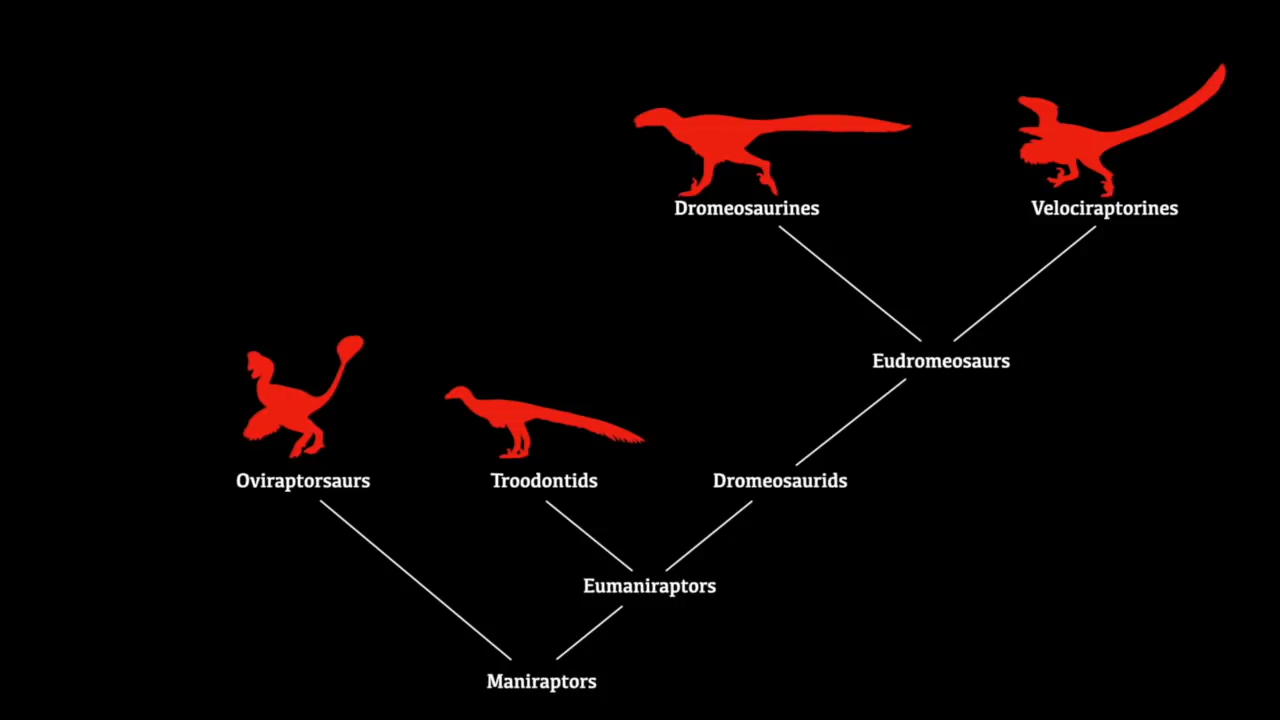 Dromeosaurines
Velociraptorines
Eudromeosaurs
Oviraptorsaurs
Troodontids
Dromeosaurids
Eumaniraptors
Maniraptors